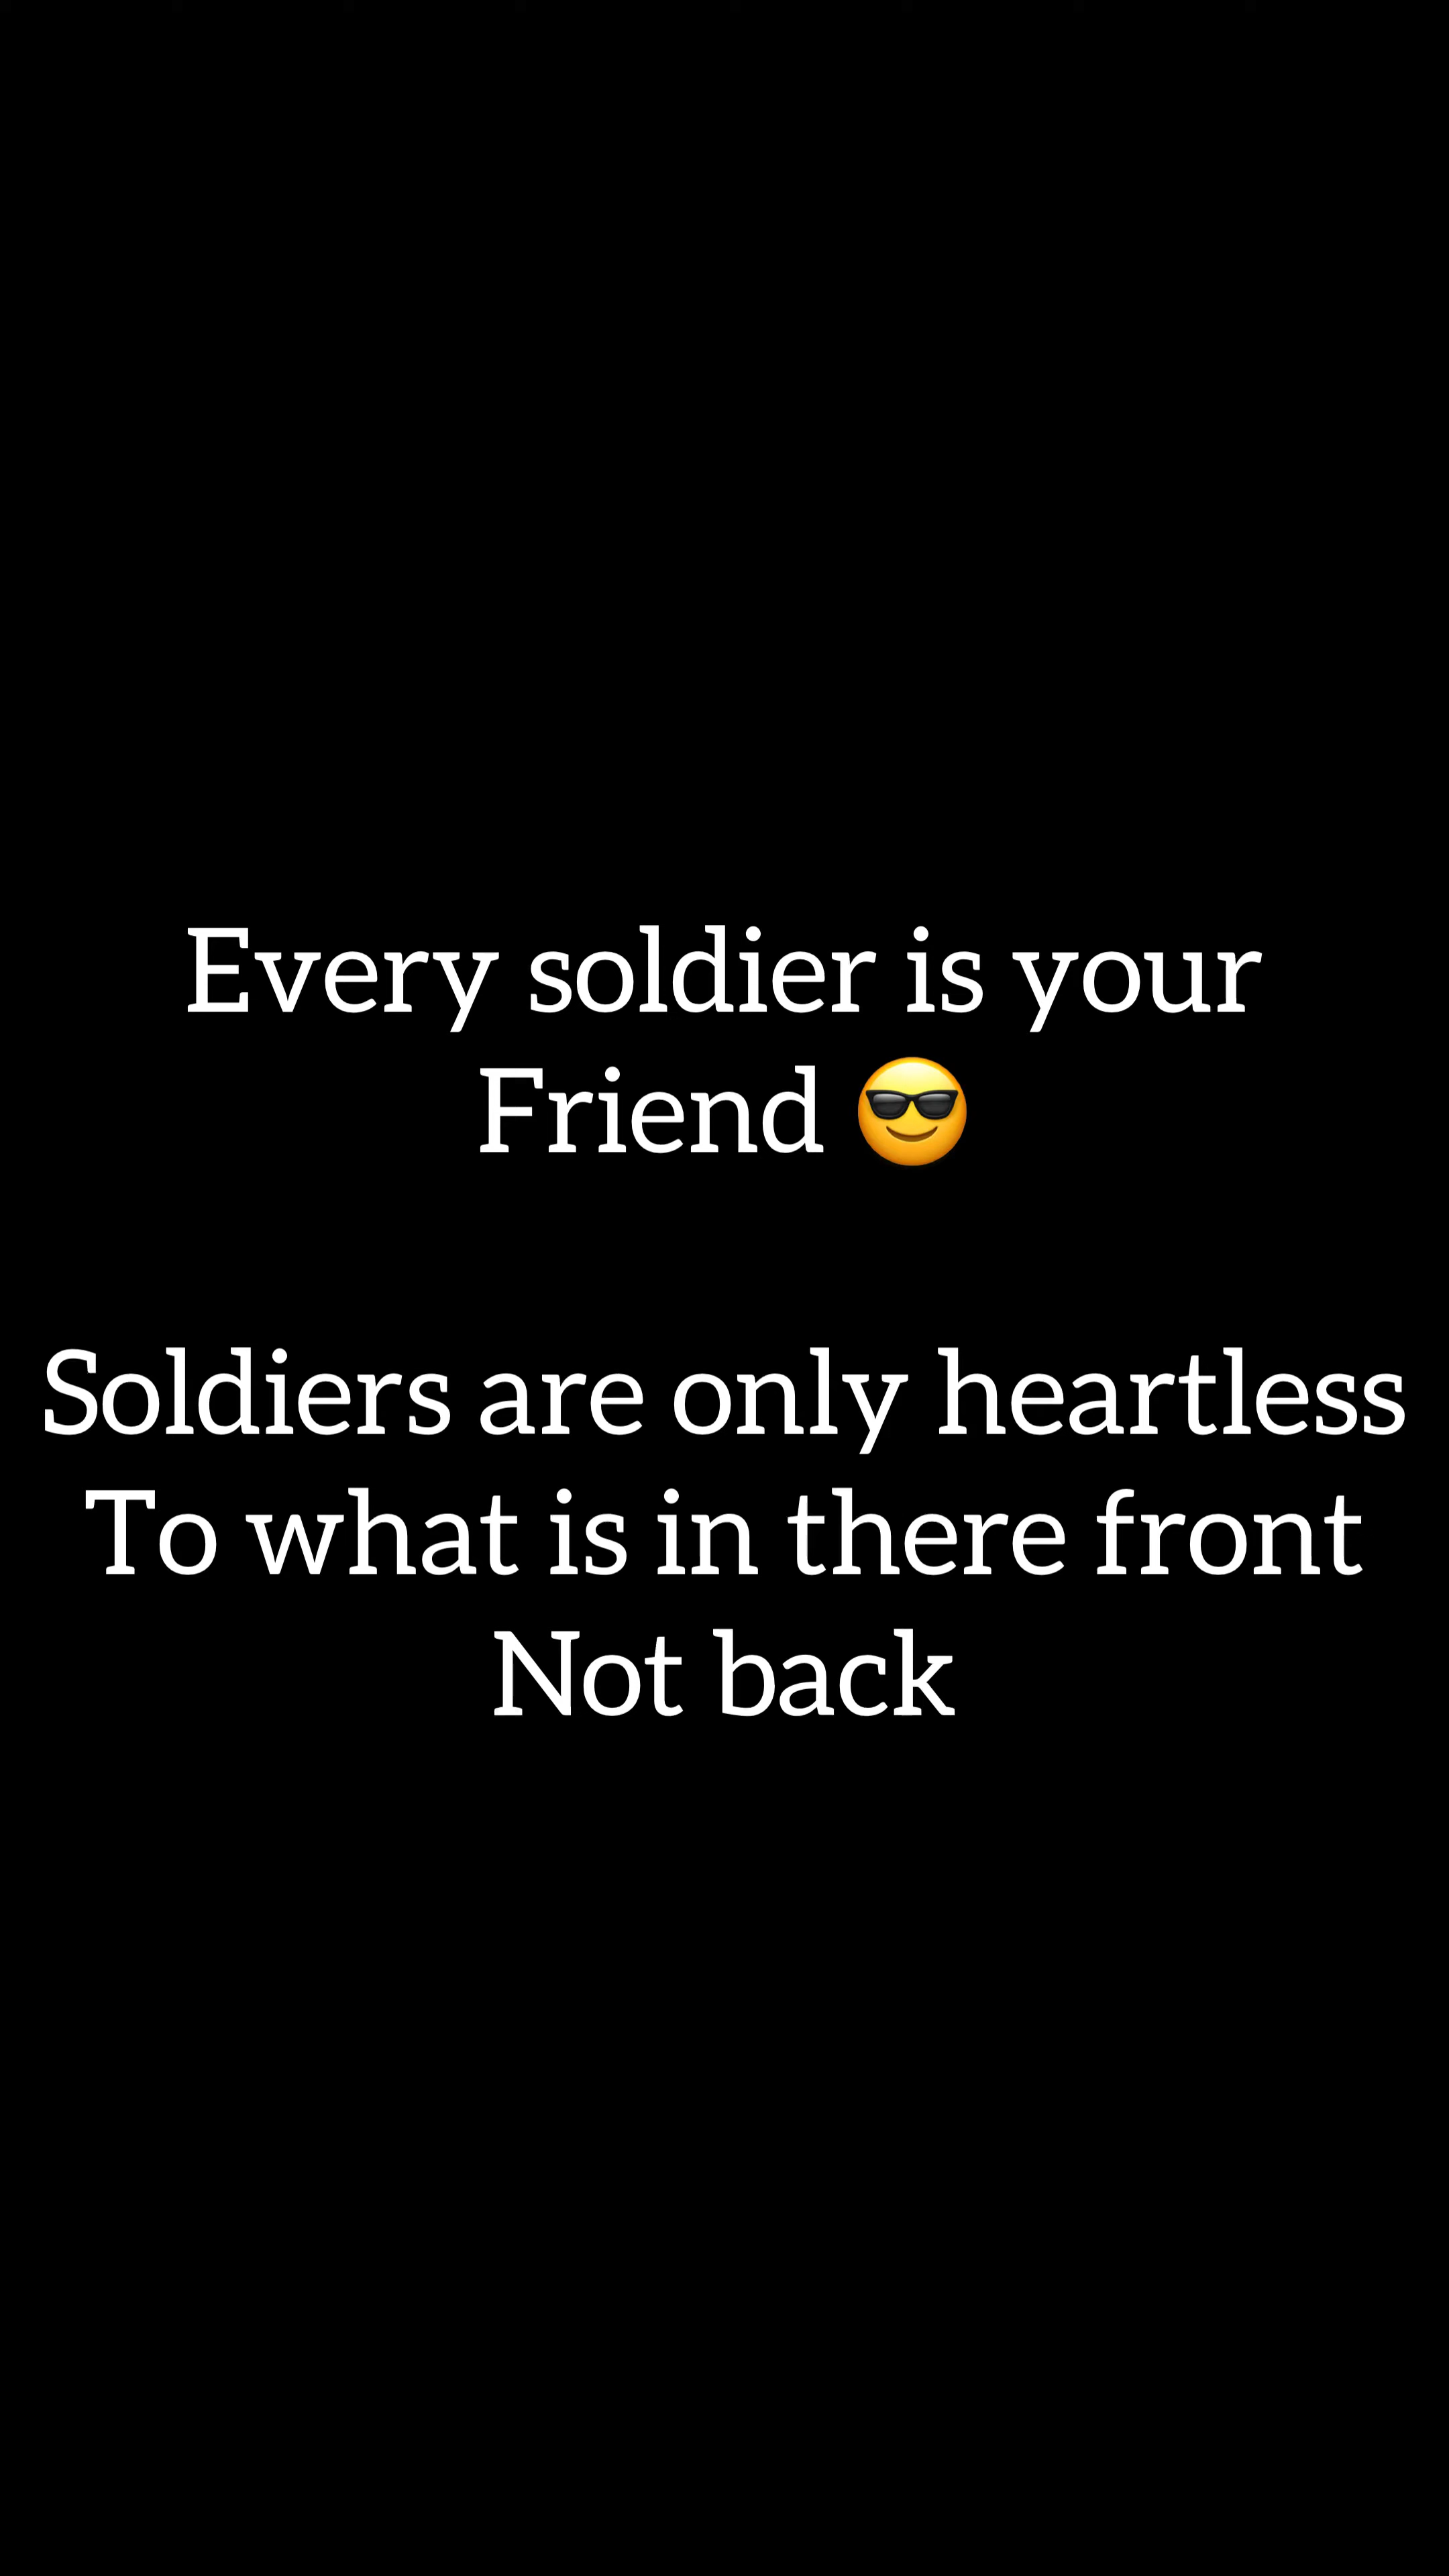 Every soldier is your
Friend 😎
Soldiers are only heartless
To what is in there front
Not back